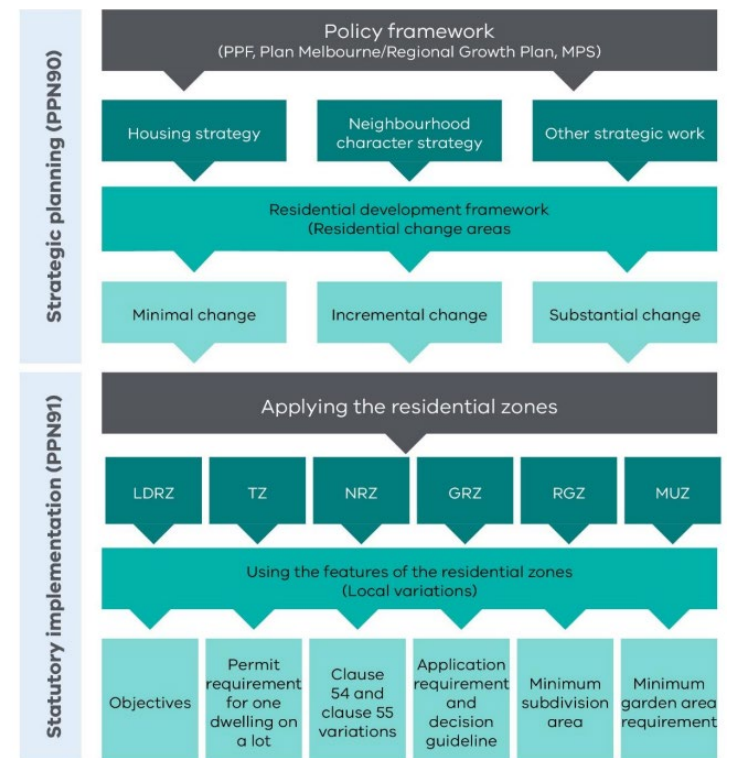 Strategic planning (PPN90)
Policy framework
(PPF, Plan Melbourne/Regional Growth Plan, MPS)
Housing strategy
Neighbourhood
character strategy
Other strategic work
Residential development framework
(Residential change areas
Minimal change
Incremental change
Substantial change
Statutory implementation (PPN91)
Applying the residential zones
LDRZ
TZ
NRZ
GRZ
RGZ
MUZ
Using the features of the residential zones
(Local variations)
Objectives
Permit
requirement
for one
dwelling on
a lot
Clause
54 and
clause 55
variations
Application
requirement
and
decision
guideline
Minimum
subdivision
area
Minimum
garden area
requirement